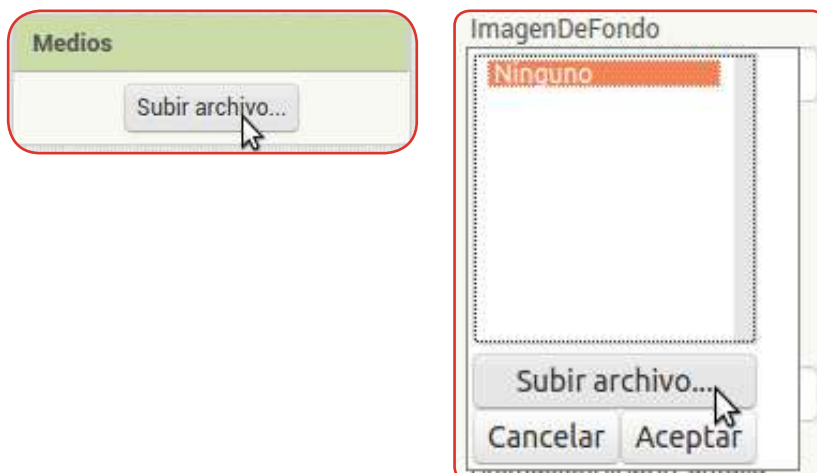 Medios
Subir archivo...
ImagenDeFondo
Ninguno
Subir archivo...
Cancelar Aceptar